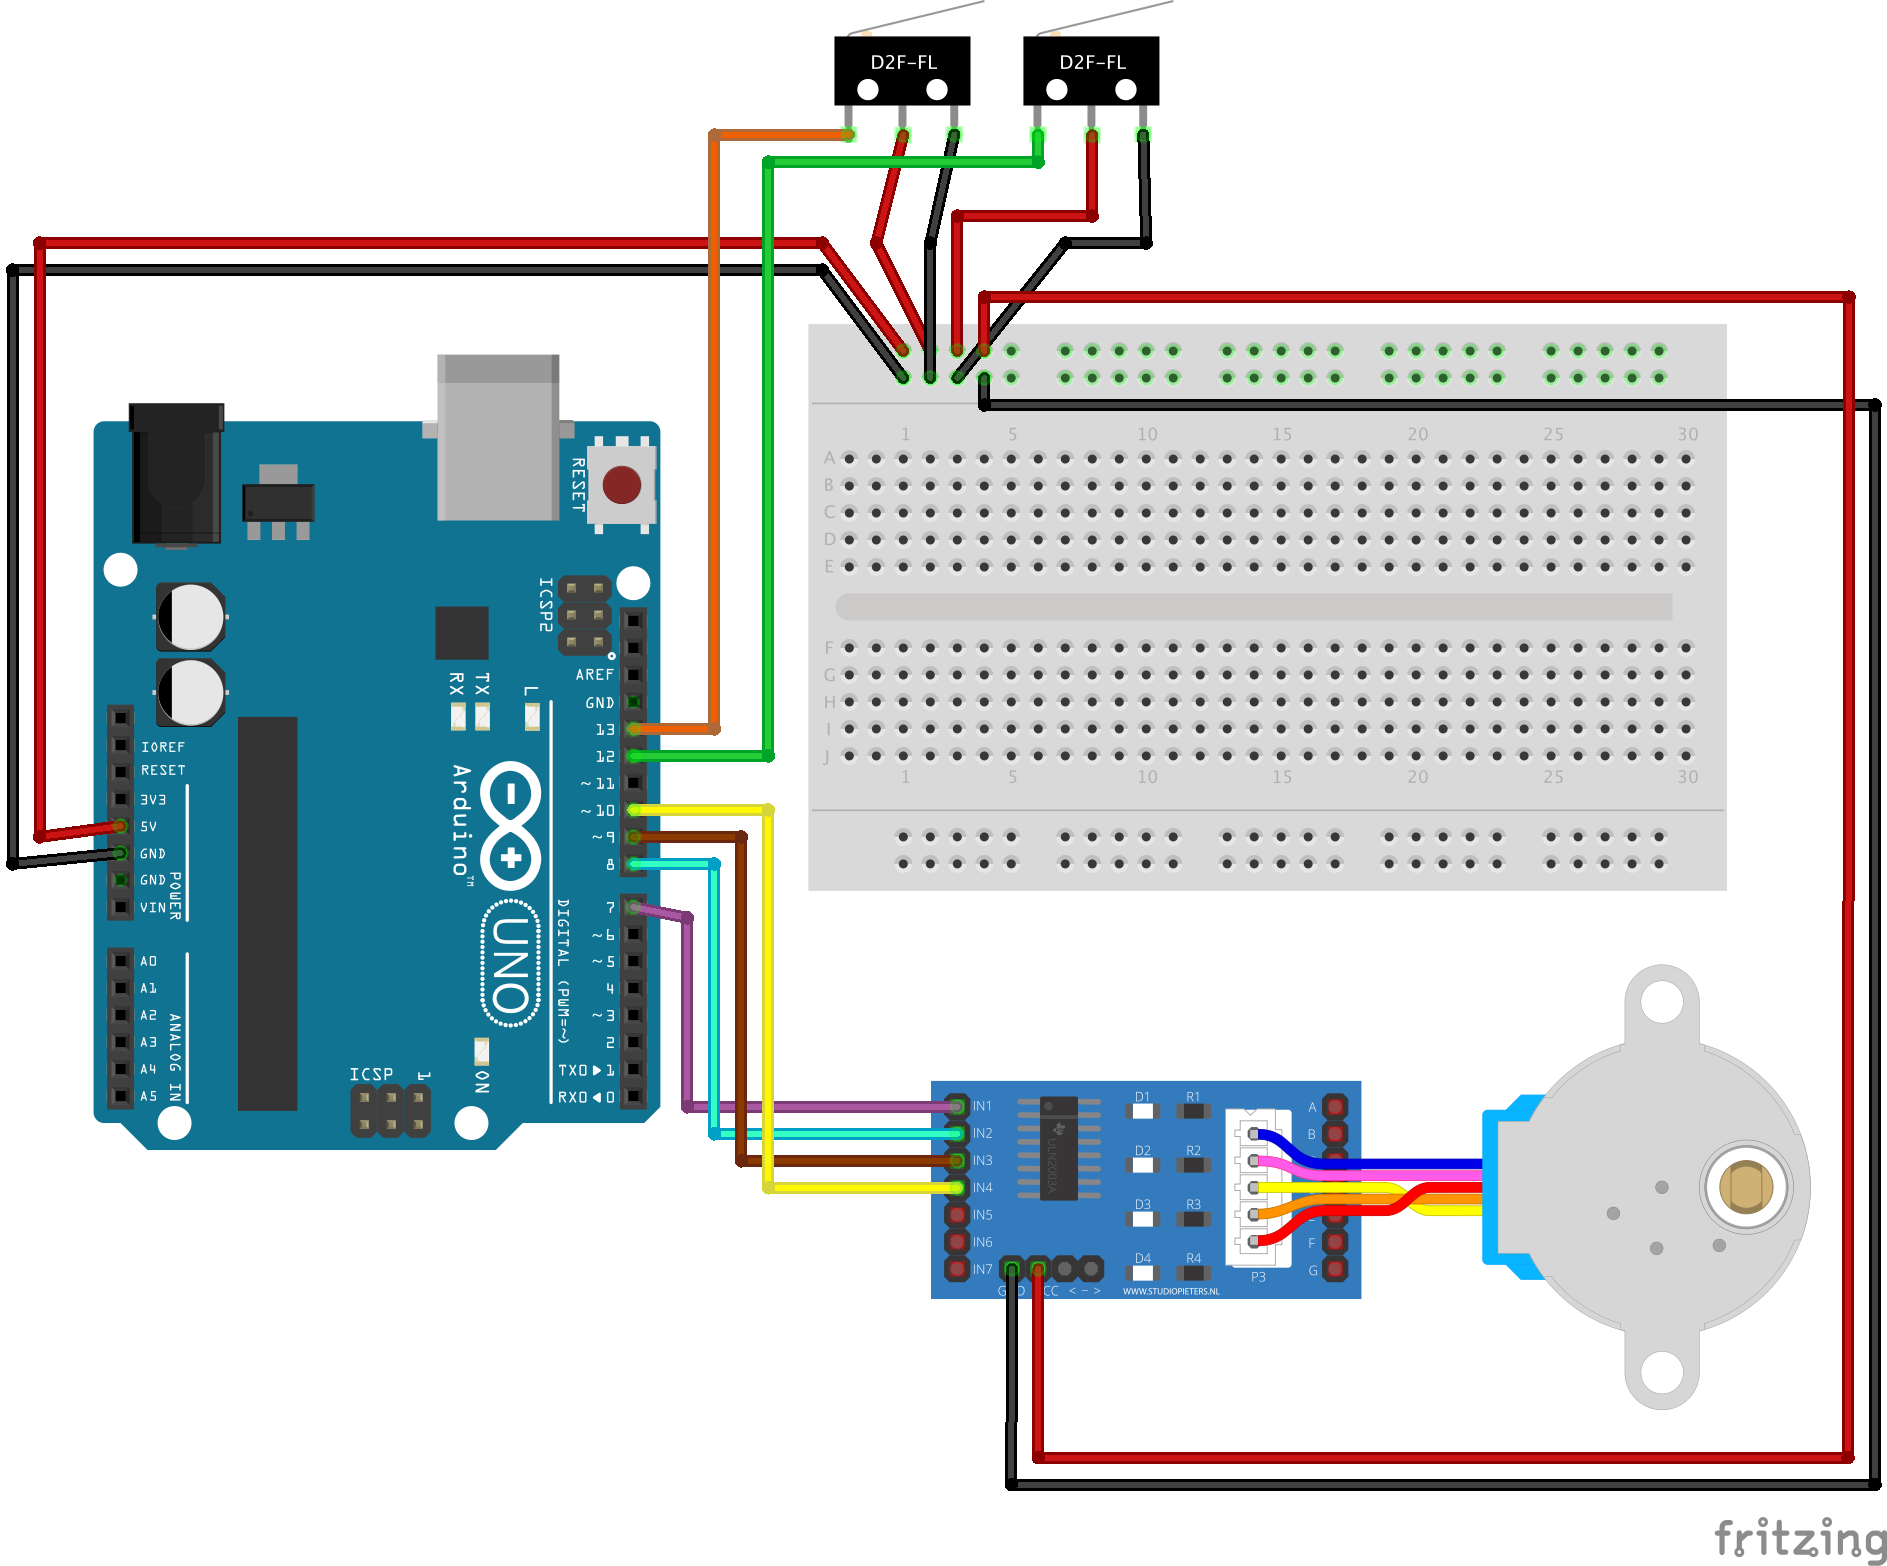 D2F-FL
D2F-FL
1 5 10 15 20 25 30
A
B
C
D
E
F
G
H
I
J
1 5 10 15 20 25 30
RESET
ICSP2
AREF
GND
13
12
~11
~10
~9
8
7
~6
~5
4
~3
2
TX0▶1
RX0◀0
RX
TX
L
IOREF
RESET
3V3
5V
GND
GND
VIN
POWER
A0
A1
A2
A3
A4
A5
ANALOG IN
Arduino™
UNO
DIGITAL (PWM=~)
ON
ICSP
1
IN1
IN2
IN3
IN4
IN5
IN6
IN7
ULN2003A
D1 R1
D2 R2
D3 R3
D4 R4
A
B
F
G
P3
< - >
WWW.STUDIOPIETERS.NL
fritzing